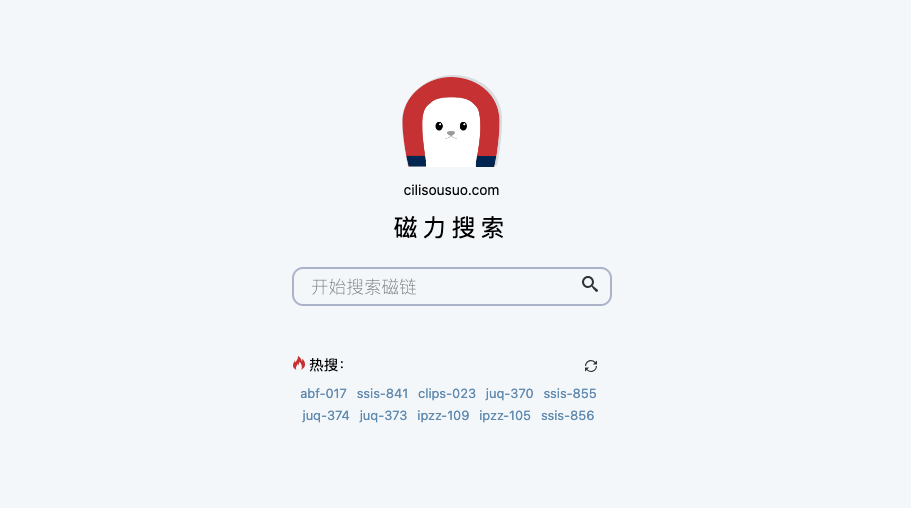 cilisousuo.com
磁力搜索
开始搜索磁链
热搜：
abf-017 ssis-841 clips-023 juq-370 ssis-855
juq-374 juq-373 ipzz-109 ipzz-105 ssis-856